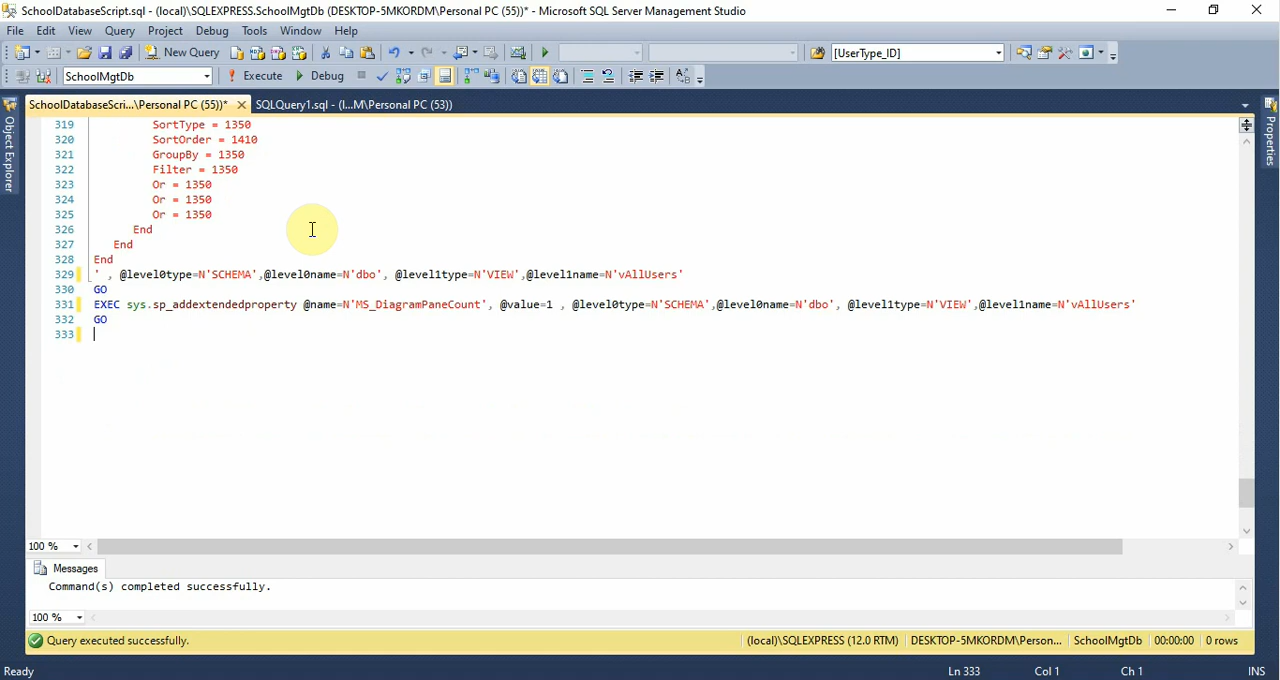 SchoolDatabaseScript.sql - (local)\SQLEXPRESS.SchoolMgtDb (DESKTOP-5MKORDM\Personal PC (55))* - Microsoft SQL Server Management Studio
File Edit View Query Project Debug Tools Window Help
New Query [UserType_ID]
SchoolMgtDb Execute Debug
SchoolDatabaseScri...\Personal PC (55))* SQLQuery1.sql - (l...M\Personal PC (53))
Object Explorer
Properties
319 SortType = 1350
320 SortOrder = 1410
321 GroupBy = 1350
322 Filter = 1350
323 Or = 1350
324 Or = 1350
325 Or = 1350
326 End
327 End
328 End
329 ' , @level0type=N'SCHEMA',@level0name=N'dbo', @level1type=N'VIEW',@level1name=N'vAllUsers'
330 GO
331 EXEC sys.sp_addextendedproperty @name=N'MS_DiagramPaneCount', @value=1 , @level0type=N'SCHEMA',@level0name=N'dbo', @level1type=N'VIEW',@level1name=N'vAllUsers'
332 GO
333
100 %
Messages
Command(s) completed successfully.
100 %
Query executed successfully. (local)\SQLEXPRESS (12.0 RTM) DESKTOP-5MKORDM\Person... SchoolMgtDb 00:00:00 0 rows
Ready Ln 333 Col 1 Ch 1 INS